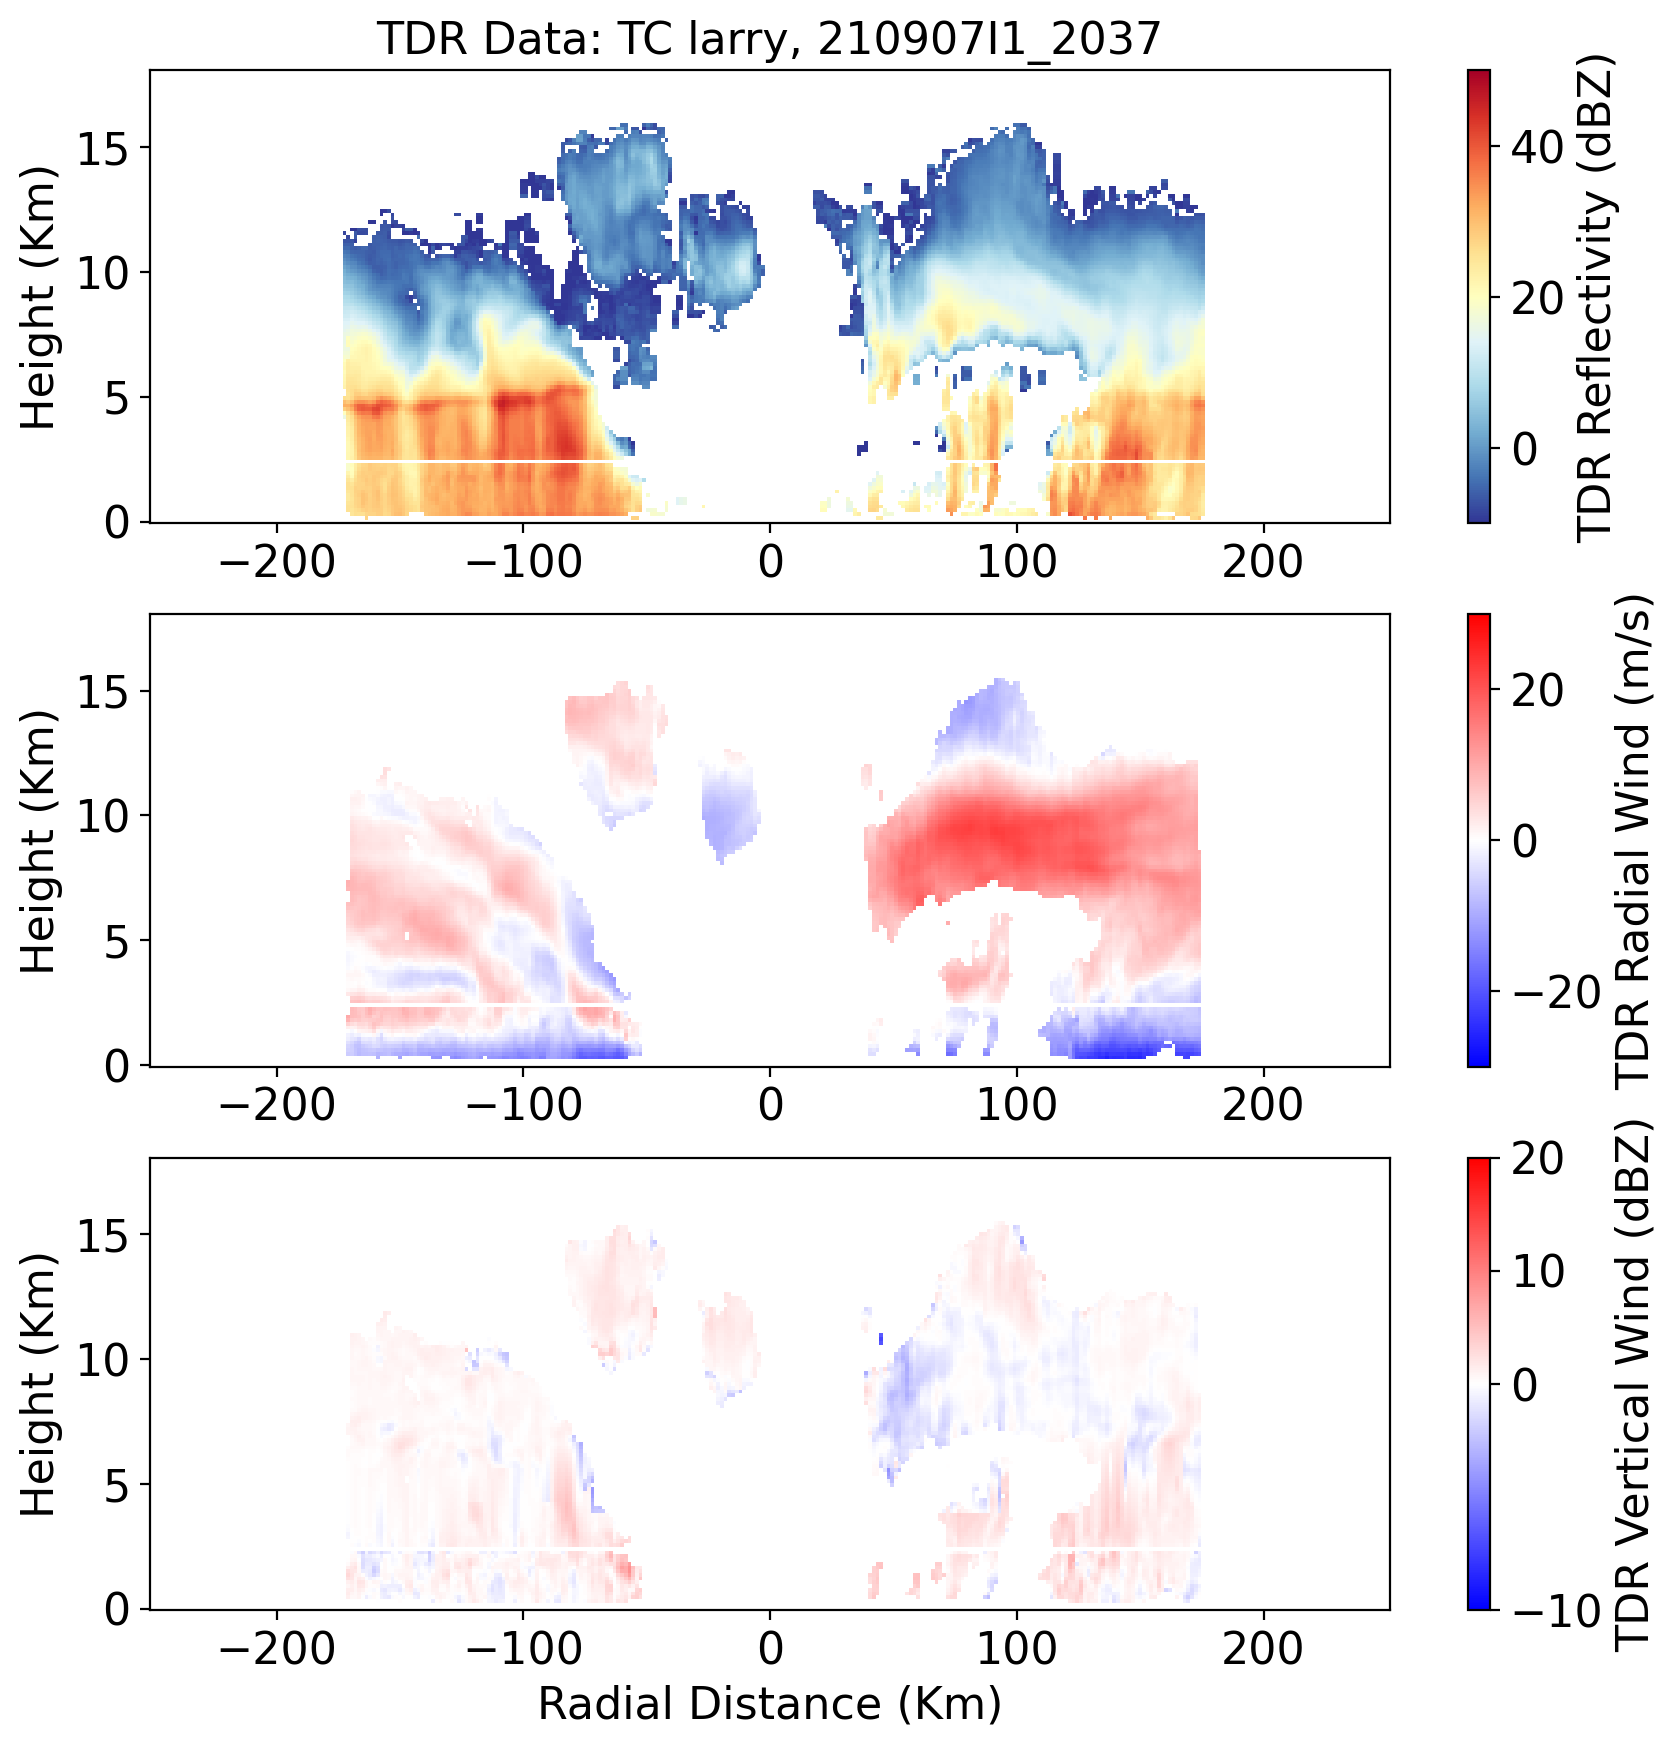 TDR Data: TC larry, 210907I1_2037
15
10
5
0
Height (Km)
−200 −100 0 100 200
40
20
0
TDR Reflectivity (dBZ)
15
10
5
0
Height (Km)
−200 −100 0 100 200
20
0
−20
TDR Radial Wind (m/s)
15
10
5
0
Height (Km)
−200 −100 0 100 200
Radial Distance (Km)
20
10
0
−10
TDR Vertical Wind (dBZ)